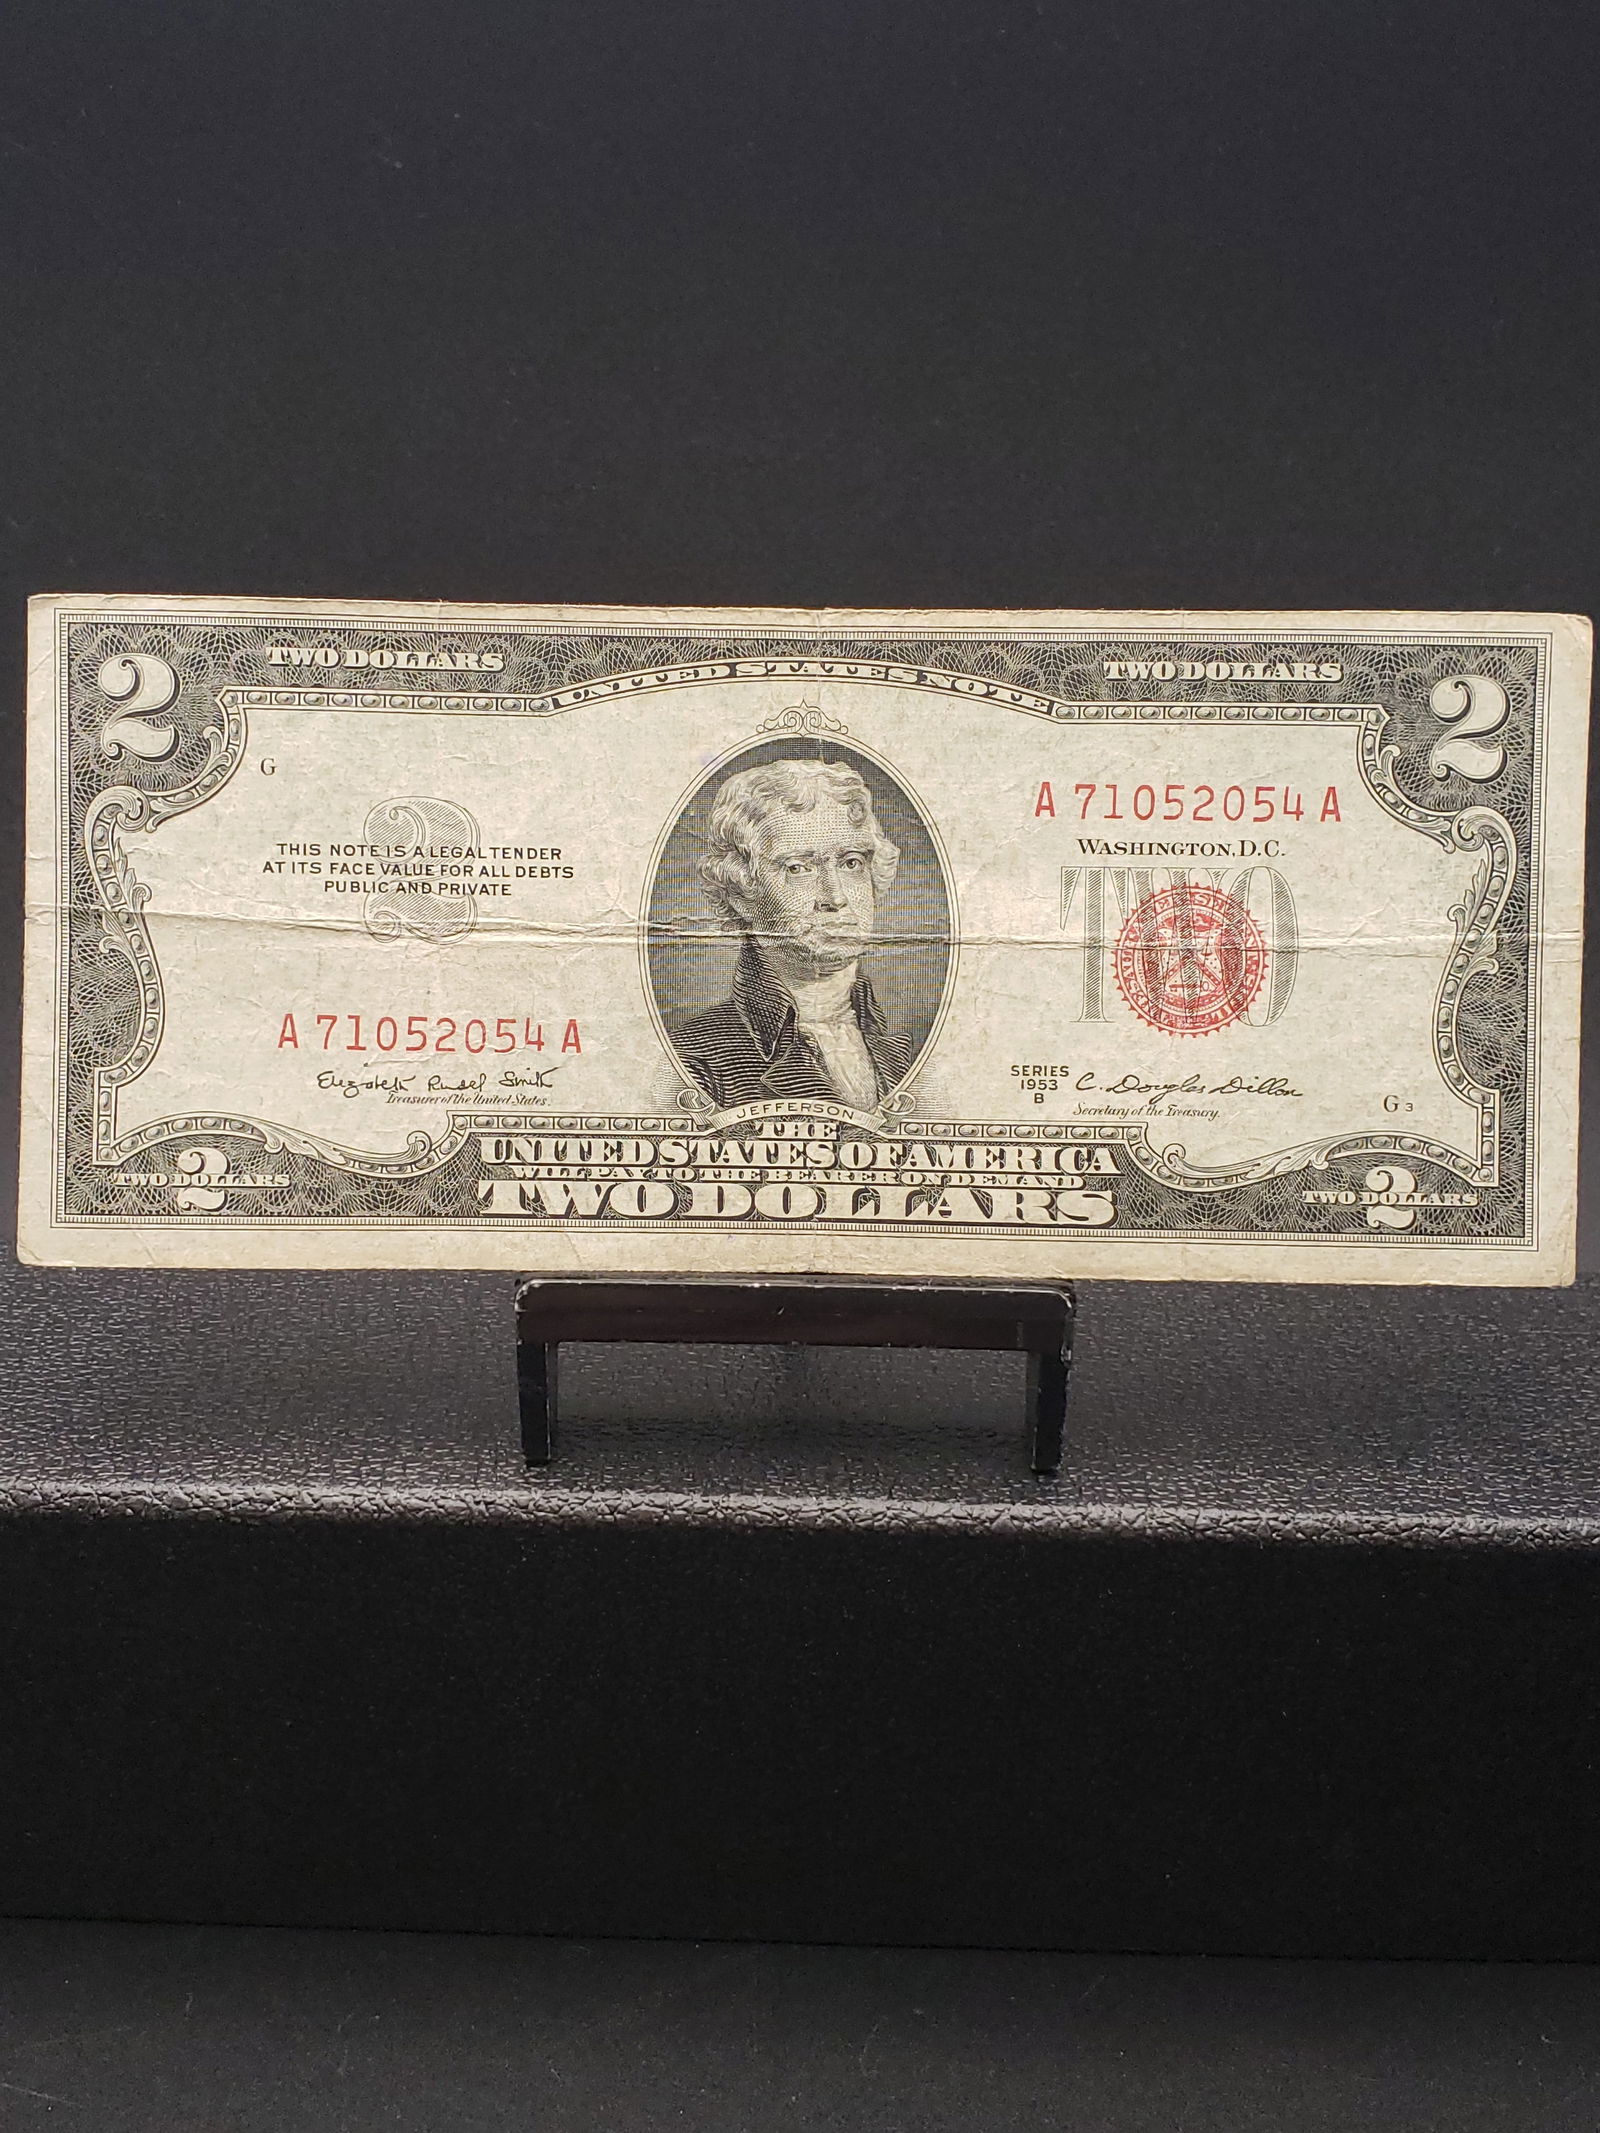 2 TWO DOLLARS UNITED STATES NOTE TWO DOLLARS 2
G
A 71052054 A
WASHINGTON, D.C.
2
THIS NOTE IS A LEGAL TENDER
AT ITS FACE VALUE FOR ALL DEBTS
PUBLIC AND PRIVATE
TWO
A 71052054 A
Elizabeth Rudel Smith
Treasurer of the United States.
SERIES
1953
B
C. Douglas Dillon
Secretary of the Treasury.
G 3
JEFFERSON
THE
UNITED STATES OF AMERICA
WILL PAY TO THE BEARER ON DEMAND
TWO DOLLARS
TWO 2 DOLLARS
TWO 2 DOLLARS